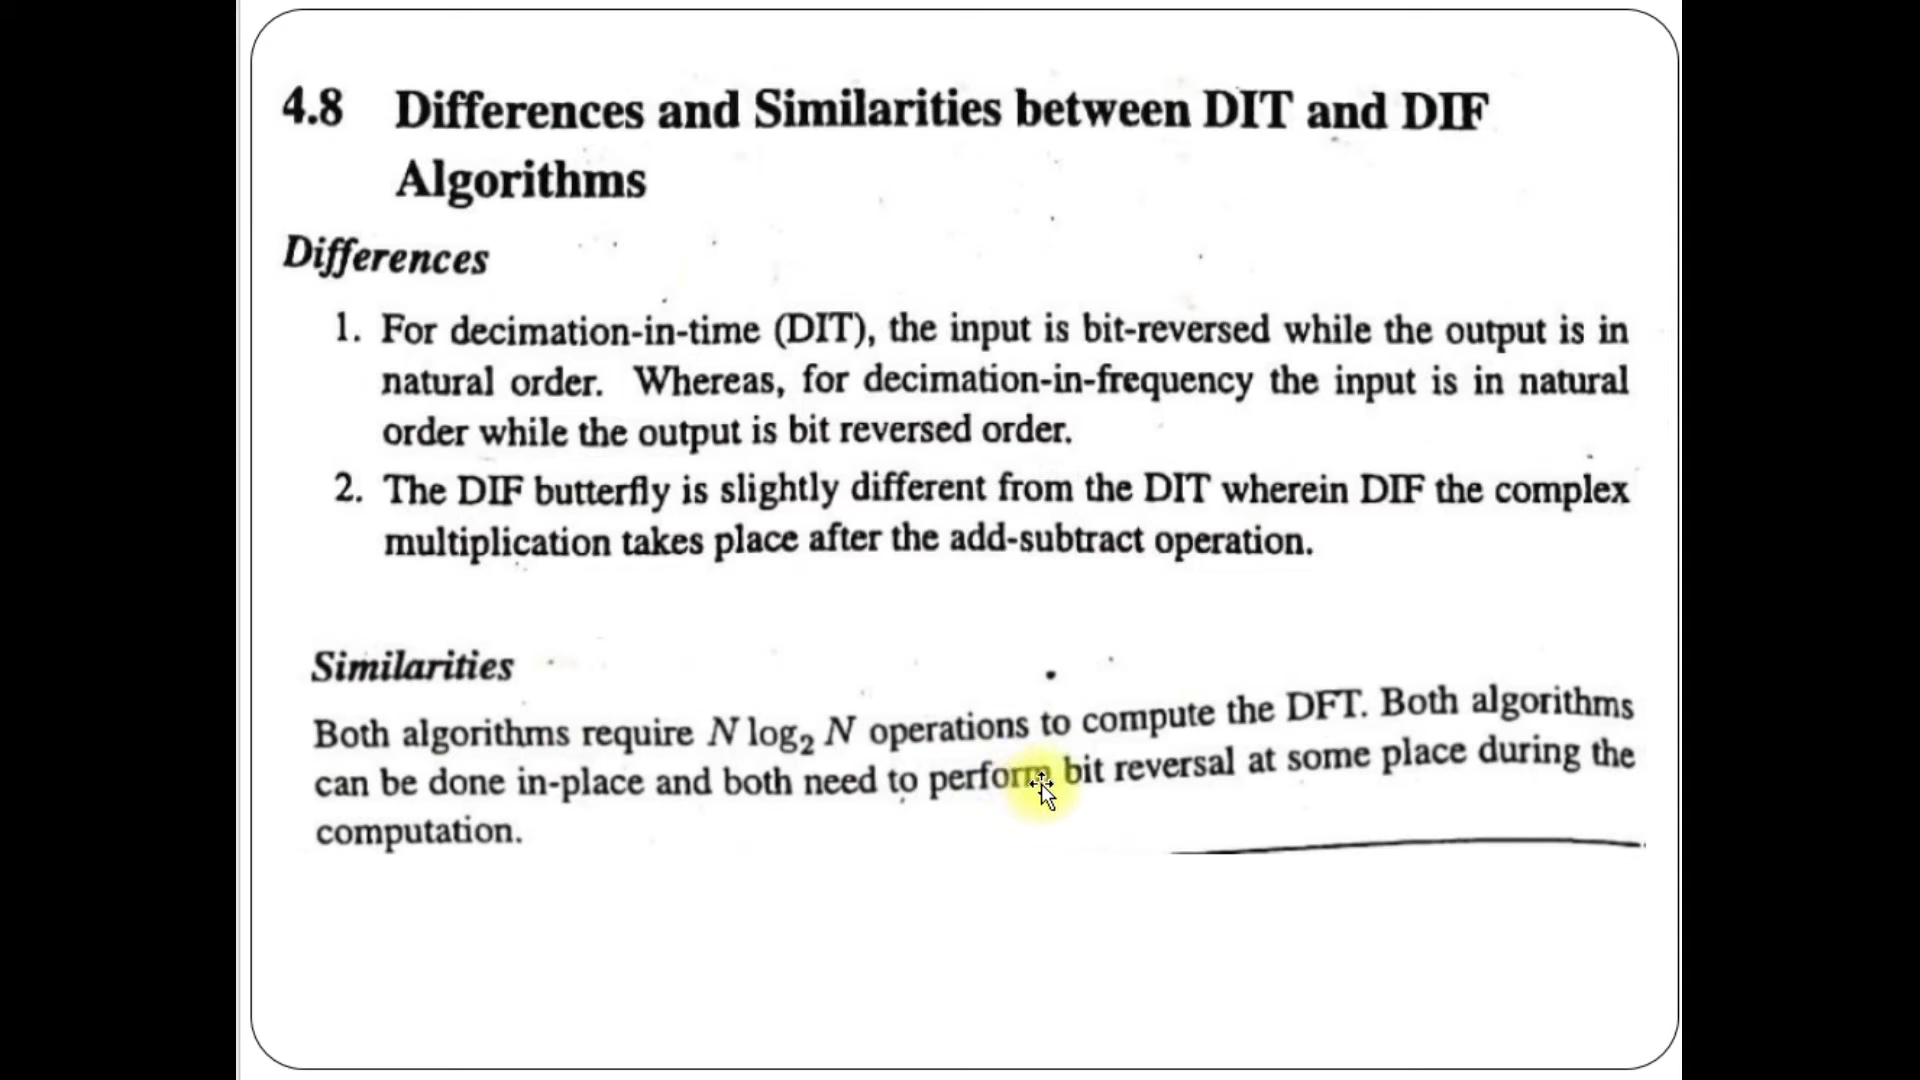 4.8 Differences and Similarities between DIT and DIF
Algorithms
Differences
1. For decimation-in-time (DIT), the input is bit-reversed while the output is in
natural order. Whereas, for decimation-in-frequency the input is in natural
order while the output is bit reversed order.
2. The DIF butterfly is slightly different from the DIT wherein DIF the complex
multiplication takes place after the add-subtract operation.
Similarities
Both algorithms require N log₂ N operations to compute the DFT. Both algorithms
can be done in-place and both need to perform bit reversal at some place during the
computation.